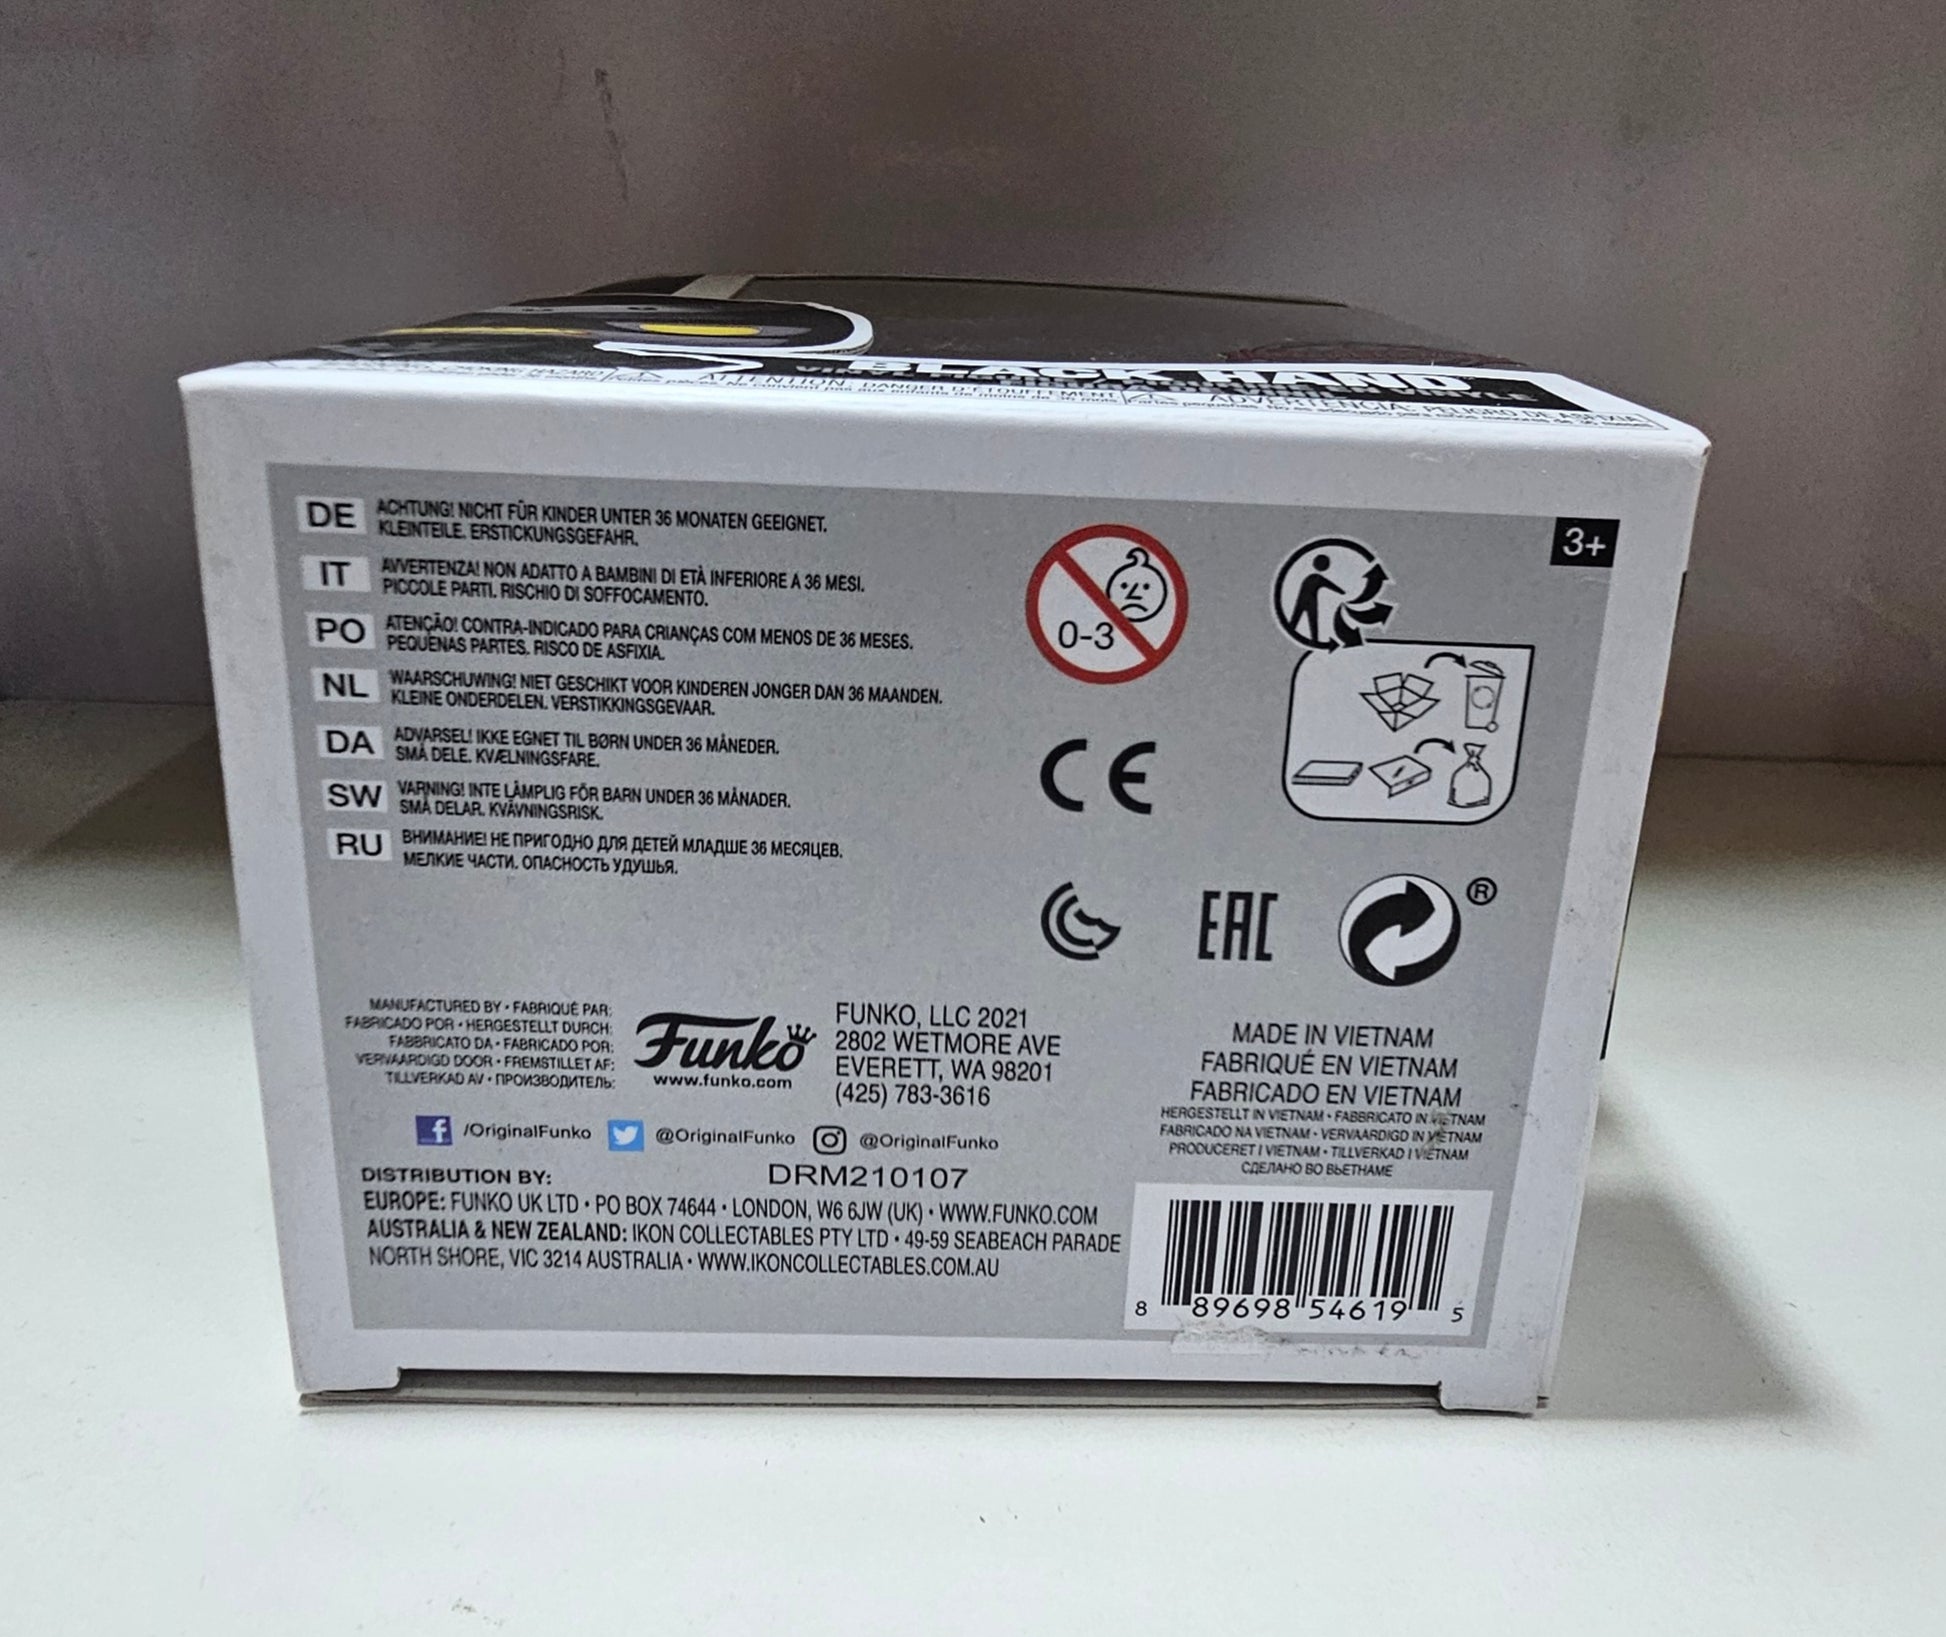 BLACK HAND
ATTENTION: DANGER D'ÉTOUFFEMENT
ADVERTENCIA: PELIGRO DE ASFIXIA
DE ACHTUNG! NICHT FÜR KINDER UNTER 36 MONATEN GEEIGNET.
KLEINTEILE. ERSTICKUNGSGEFAHR.
IT AVVERTENZA! NON ADATTO A BAMBINI DI ETÀ INFERIORE A 36 MESI.
PICCOLE PARTI. RISCHIO DI SOFFOCAMENTO.
PO ATENÇÃO! CONTRA-INDICADO PARA CRIANÇAS COM MENOS DE 36 MESES.
PEQUENAS PARTES. RISCO DE ASFIXIA.
NL WAARSCHUWING! NIET GESCHIKT VOOR KINDEREN JONGER DAN 36 MAANDEN.
KLEINE ONDERDELEN. VERSTIKKINGSGEVAAR.
DA ADVARSEL! IKKE EGNET TIL BØRN UNDER 36 MÅNEDER.
SMÅ DELE. KVÆLNINGSFARE.
SW VARNING! INTE LÄMPLIG FÖR BARN UNDER 36 MÅNADER.
SMÅ DELAR. KVÄVNINGSRISK.
RU ВНИМАНИЕ! НЕ ПРИГОДНО ДЛЯ ДЕТЕЙ МЛАДШЕ 36 МЕСЯЦЕВ.
МЕЛКИЕ ЧАСТИ. ОПАСНОСТЬ УДУШЬЯ.
0-3
3+
CE
EAC
®
MANUFACTURED BY • FABRIQUÉ PAR:
FABRICADO POR • HERGESTELLT DURCH:
FABBRICATO DA • FABRICADO POR:
VERVAARDIGD DOOR • FREMSTILLET AF:
TILLVERKAD AV • ПРОИЗВОДИТЕЛЬ:
Funko
www.funko.com
FUNKO, LLC 2021
2802 WETMORE AVE
EVERETT, WA 98201
(425) 783-3616
/OriginalFunko @OriginalFunko @OriginalFunko
DISTRIBUTION BY: DRM210107
EUROPE: FUNKO UK LTD • PO BOX 74644 • LONDON, W6 6JW (UK) • WWW.FUNKO.COM
AUSTRALIA & NEW ZEALAND: IKON COLLECTABLES PTY LTD • 49-59 SEABEACH PARADE
NORTH SHORE, VIC 3214 AUSTRALIA • WWW.IKONCOLLECTABLES.COM.AU
MADE IN VIETNAM
FABRIQUÉ EN VIETNAM
FABRICADO EN VIETNAM
HERGESTELLT IN VIETNAM • FABBRICATO IN VIETNAM
FABRICADO NA VIETNAM • VERVAARDIGD IN VIETNAM
PRODUCERET I VIETNAM • TILLVERKAD I VIETNAM
СДЕЛАНО ВО ВЬЕТНАМЕ
8 89698 54619 5